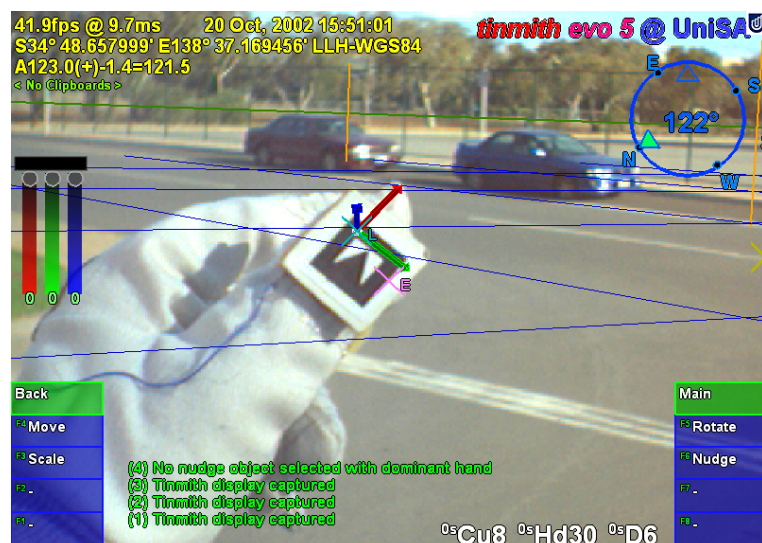 41.9fps @ 9.7ms 20 Oct, 2002 15:51:01 tinmith evo 5 @ UniSA
S34° 48.657999' E138° 37.169456' LLH-WGS84
A123.0(+)-1.4=121.5
< No Clipboards >
E
S
122°
N
W
L
E
0 0 0
Back Main
F4 Move F5 Rotate
F3 Scale F6 Nudge
F2 - F7 -
F1 - F8 -
(4) No nudge object selected with dominant hand
(3) Tinmith display captured
(2) Tinmith display captured
(1) Tinmith display captured
0sCu8 0sHd30 0sD6